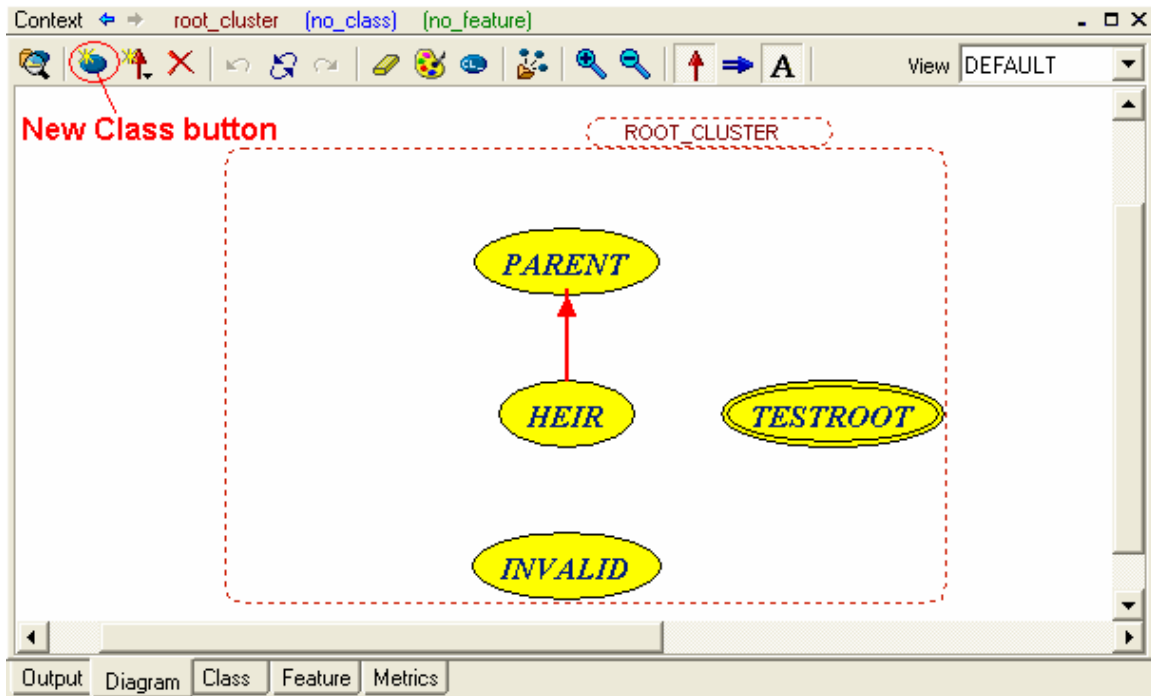 Context root_cluster (no_class) (no_feature)
A View DEFAULT
New Class button
ROOT_CLUSTER
PARENT
HEIR
TESTROOT
INVALID
Output Diagram Class Feature Metrics